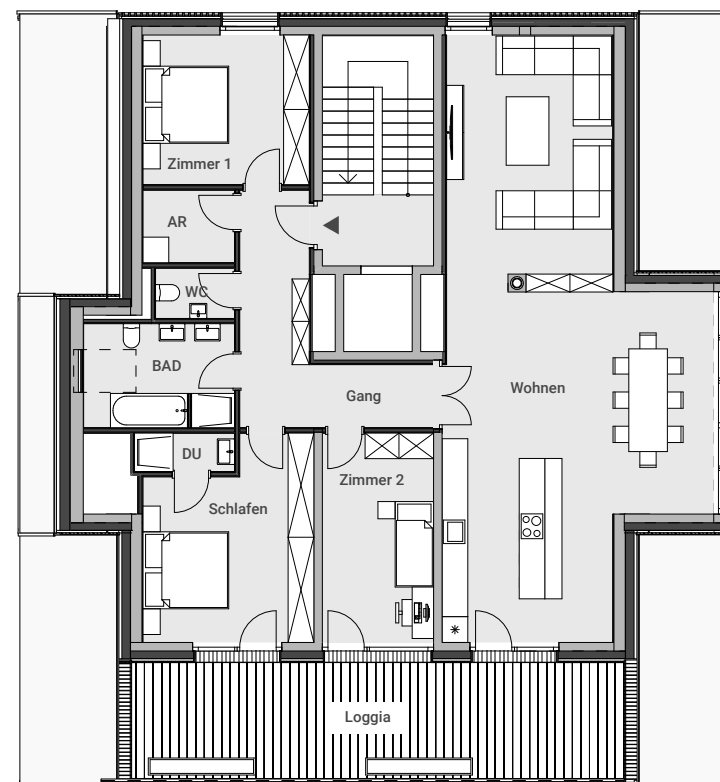 Zimmer 1
AR
WC
BAD
Gang
Wohnen
DU
Zimmer 2
Schlafen
Loggia